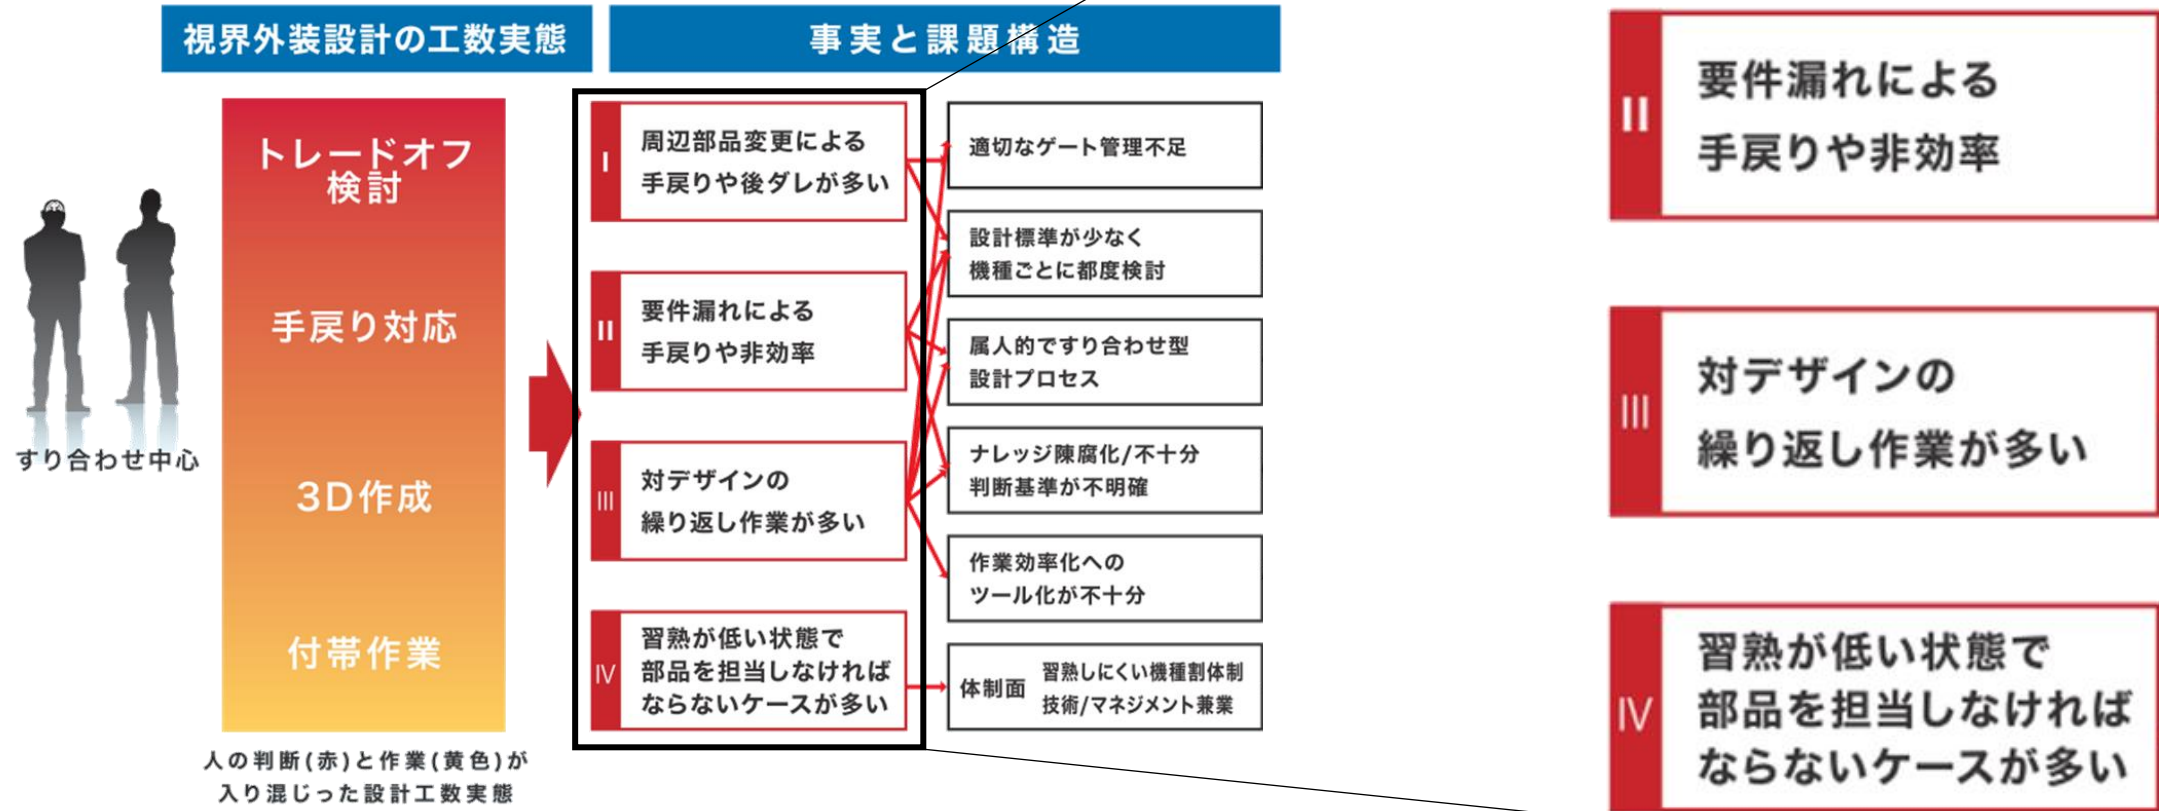 視界外装設計の工数実態
事実と課題構造
トレードオフ
検討
手戻り対応
3D作成
付帯作業
すり合わせ中心
人の判断(赤)と作業(黄色)が
入り混じった設計工数実態
I
周辺部品変更による
手戻りや後ダレが多い
II
要件漏れによる
手戻りや非効率
III
対デザインの
繰り返し作業が多い
IV
習熟が低い状態で
部品を担当しなければ
ならないケースが多い
適切なゲート管理不足
設計標準が少なく
機種ごとに都度検討
属人的ですり合わせ型
設計プロセス
ナレッジ陳腐化/不十分
判断基準が不明確
作業効率化への
ツール化が不十分
体制面
習熟しにくい機種割体制
技術/マネジメント兼業
II
要件漏れによる
手戻りや非効率
III
対デザインの
繰り返し作業が多い
IV
習熟が低い状態で
部品を担当しなければ
ならないケースが多い